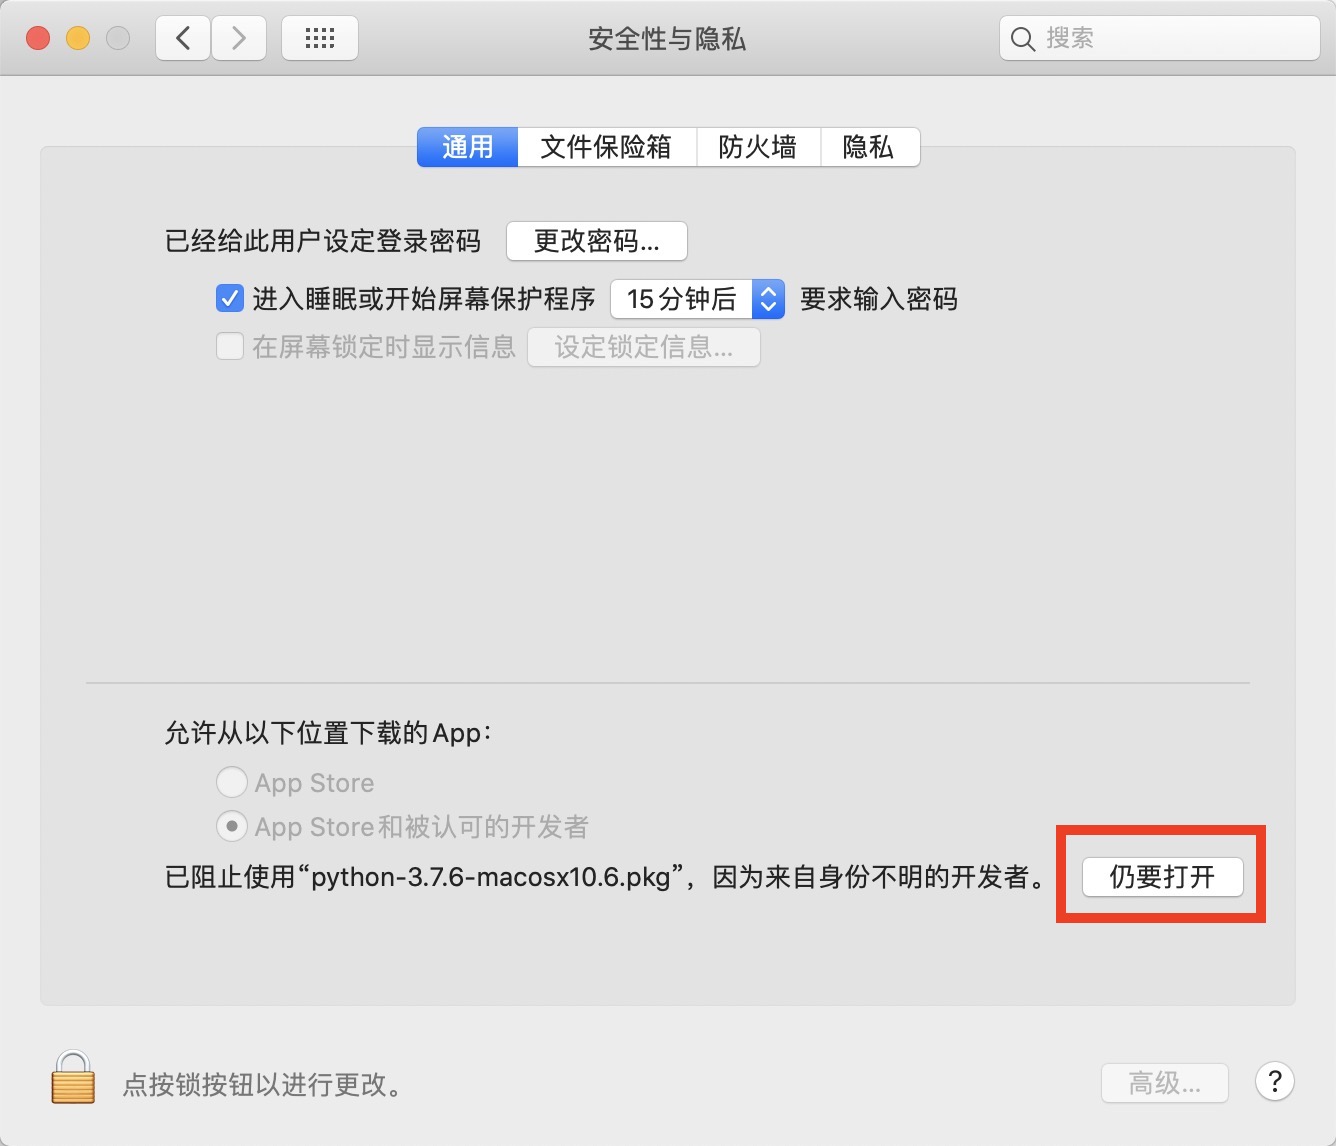 安全性与隐私
搜索
通用 文件保险箱 防火墙 隐私
已经给此用户设定登录密码 更改密码...
进入睡眠或开始屏幕保护程序 15分钟后 要求输入密码
在屏幕锁定时显示信息 设定锁定信息...
允许从以下位置下载的App：
App Store
App Store和被认可的开发者
已阻止使用“python-3.7.6-macosx10.6.pkg”，因为来自身份不明的开发者。 仍要打开
点按锁按钮以进行更改。 高级... ?